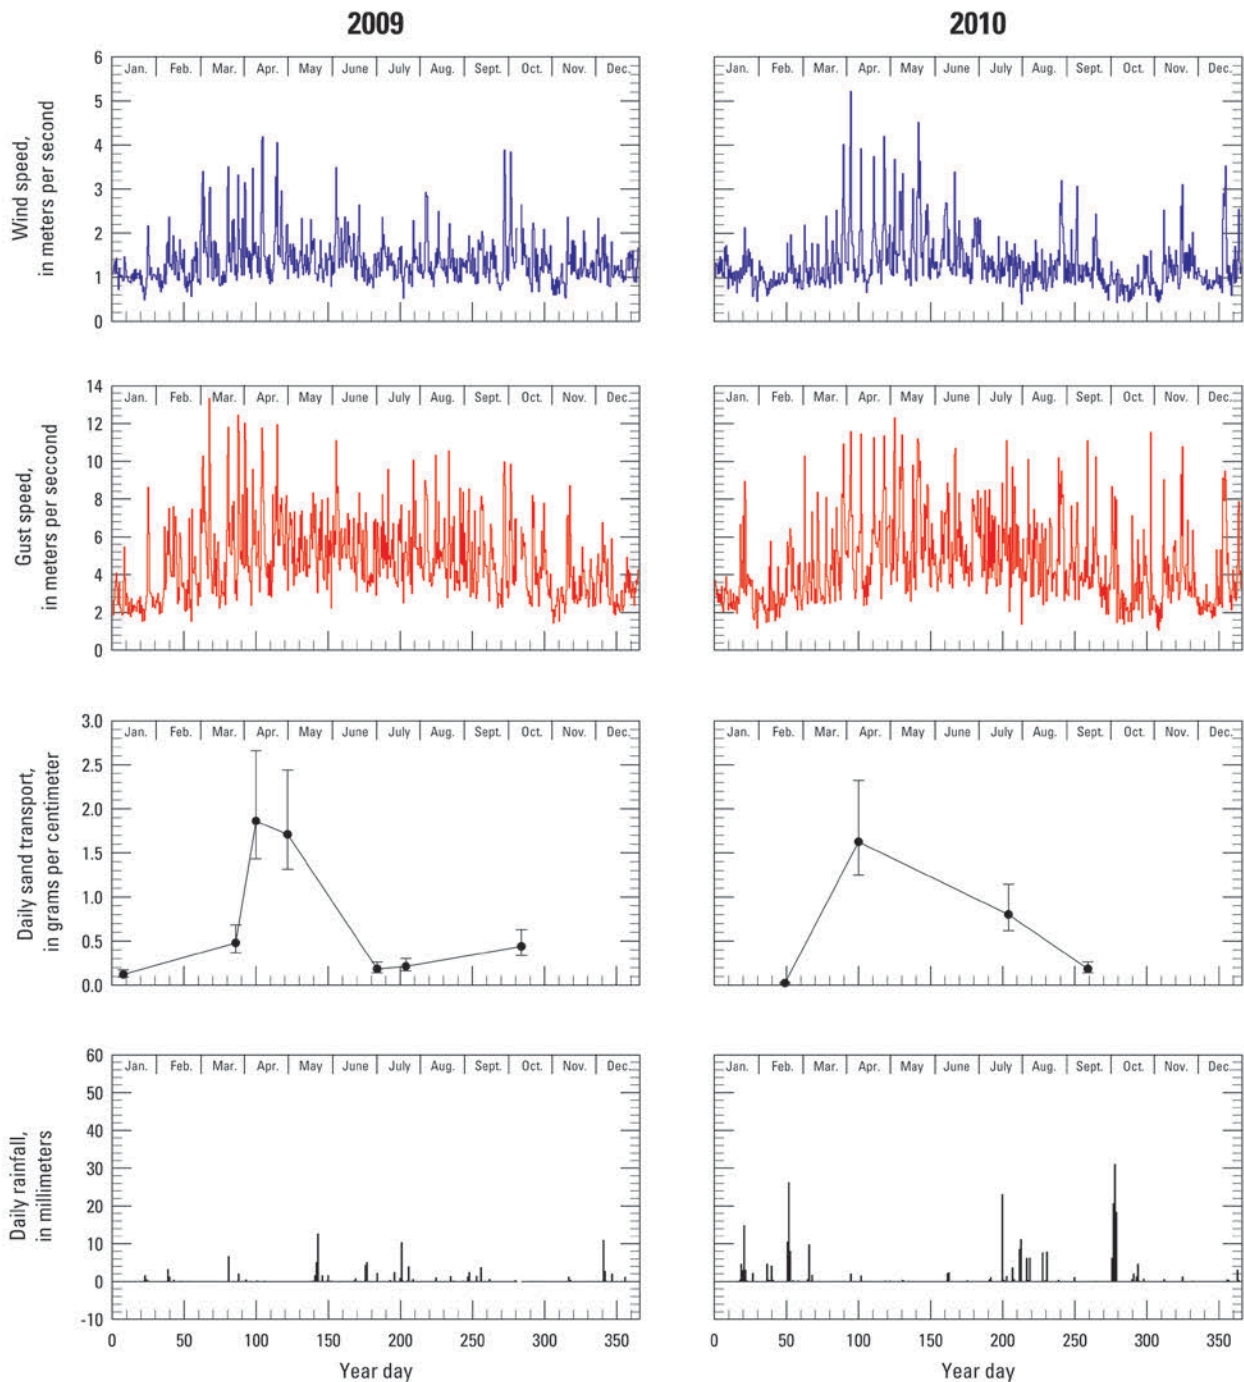 2009 2010
Wind speed,
in meters per second
6
5
4
3
2
1
0
Jan. Feb. Mar. Apr. May June July Aug. Sept. Oct. Nov. Dec.
Jan. Feb. Mar. Apr. May June July Aug. Sept. Oct. Nov. Dec.
Gust speed,
in meters per seccond
14
12
10
8
6
4
2
0
Jan. Feb. Mar. Apr. May June July Aug. Sept. Oct. Nov. Dec.
Jan. Feb. Mar. Apr. May June July Aug. Sept. Oct. Nov. Dec.
Daily sand transport,
in grams per centimeter
3.0
2.5
2.0
1.5
1.0
0.5
0.0
Jan. Feb. Mar. Apr. May June July Aug. Sept. Oct. Nov. Dec.
Jan. Feb. Mar. Apr. May June July Aug. Sept. Oct. Nov. Dec.
Daily rainfall,
in millimeters
60
50
40
30
20
10
0
-10
Jan. Feb. Mar. Apr. May June July Aug. Sept. Oct. Nov. Dec.
Jan. Feb. Mar. Apr. May June July Aug. Sept. Oct. Nov. Dec.
0 50 100 150 200 250 300 350
0 50 100 150 200 250 300 350
Year day
Year day